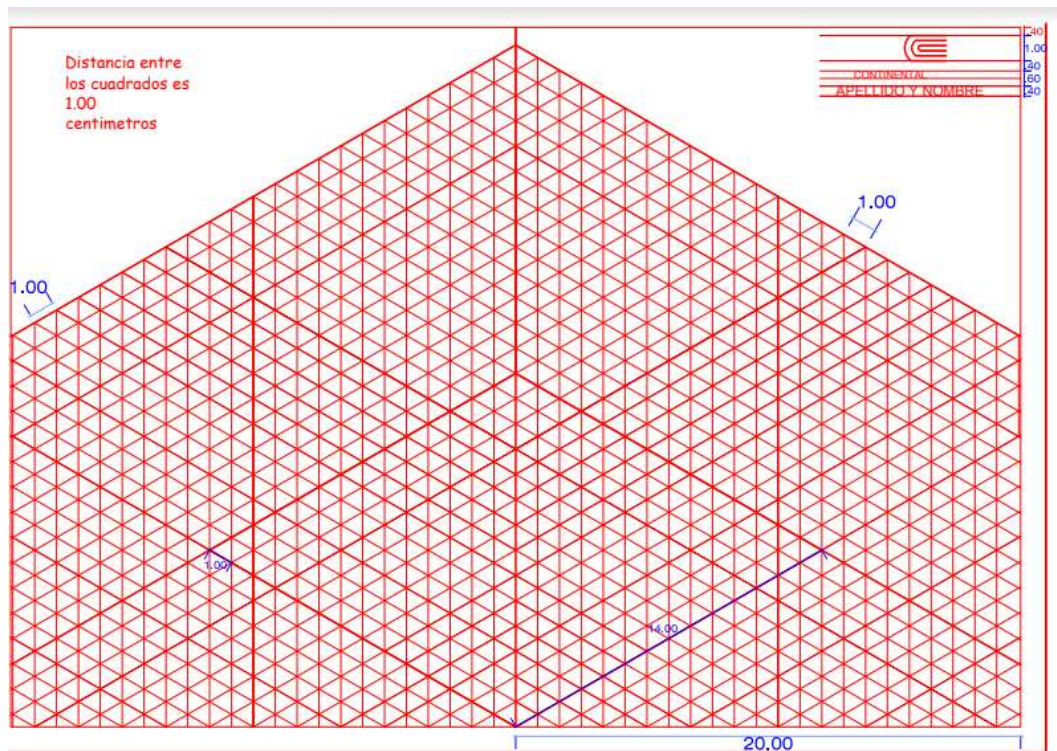 Distancia entre
los cuadrados es
1.00
centimetros
.40
1.00
.40
CONTINENTAL
.60
APELLIDO Y NOMBRE
.40
1.00
1.00
1.00
14.00
20.00